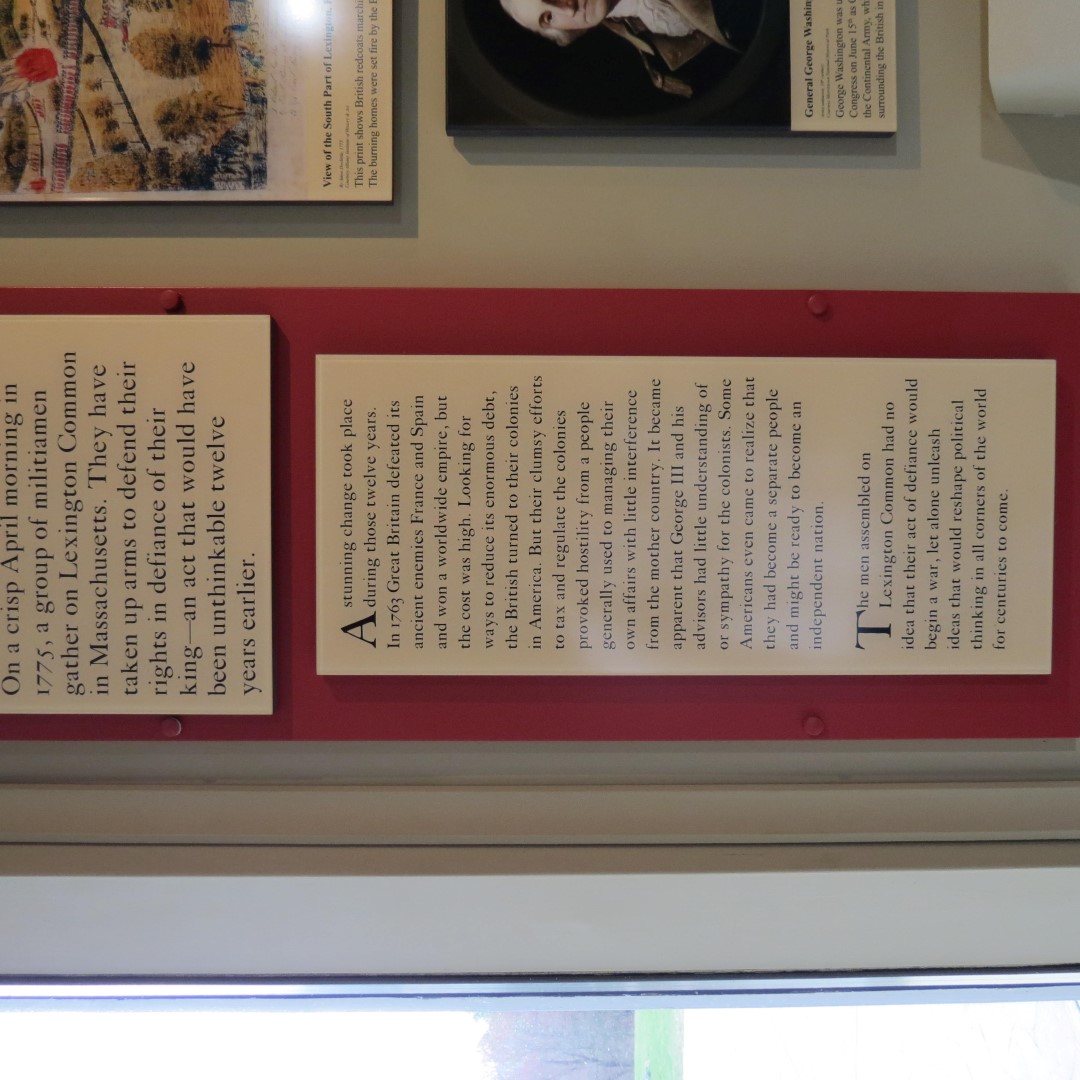 On a crisp April morning in
1775, a group of militiamen
gather on Lexington Common
in Massachusetts. They have
taken up arms to defend their
rights in defiance of their
king—an act that would have
been unthinkable twelve
years earlier.
A stunning change took place
during those twelve years.
In 1763 Great Britain defeated its
ancient enemies France and Spain
and won a worldwide empire, but
the cost was high. Looking for
ways to reduce its enormous debt,
the British turned to their colonies
in America. But their clumsy efforts
to tax and regulate the colonies
provoked hostility from a people
generally used to managing their
own affairs with little interference
from the mother country. It became
apparent that George III and his
advisors had little understanding of
or sympathy for the colonists. Some
Americans even came to realize that
they had become a separate people
and might be ready to become an
independent nation.
The men assembled on
Lexington Common had no
idea that their act of defiance would
begin a war, let alone unleash
ideas that would reshape political
thinking in all corners of the world
for centuries to come.
View of the South Part of Lexington,
This print shows British redcoats
The burning homes were set fire by the
General George
George Washington was
Congress on June 15th as
the Continental Army,
surrounding the British in